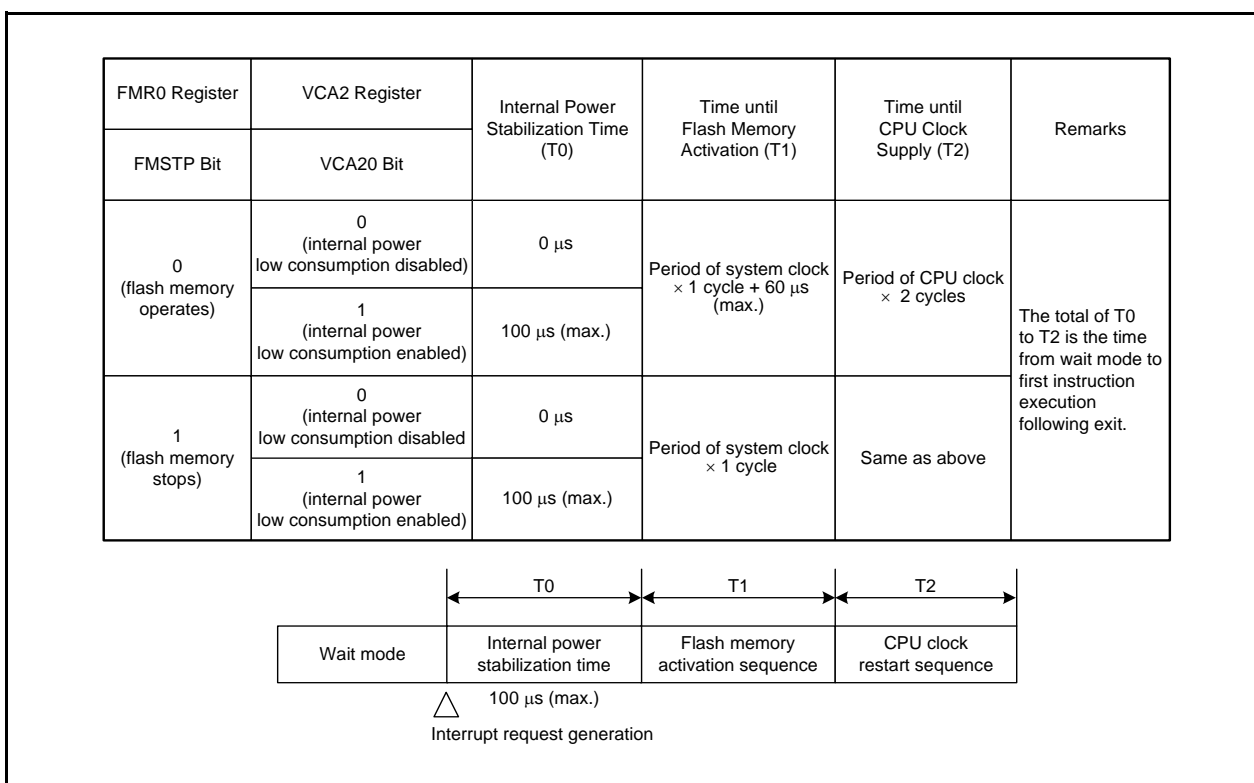 FMR0 Register
VCA2 Register
Internal Power
Stabilization Time
(T0)
Time until
Flash Memory
Activation (T1)
Time until
CPU Clock
Supply (T2)
Remarks
FMSTP Bit
VCA20 Bit
0
(flash memory
operates)
0
(internal power
low consumption disabled)
0 μs
Period of system clock
× 1 cycle + 60 μs
(max.)
Period of CPU clock
× 2 cycles
The total of T0
to T2 is the time
from wait mode to
first instruction
execution
following exit.
1
(internal power
low consumption enabled)
100 μs (max.)
1
(flash memory
stops)
0
(internal power
low consumption disabled
0 μs
Period of system clock
× 1 cycle
Same as above
1
(internal power
low consumption enabled)
100 μs (max.)
T0
T1
T2
Wait mode
Internal power
stabilization time
Flash memory
activation sequence
CPU clock
restart sequence
100 μs (max.)
Interrupt request generation